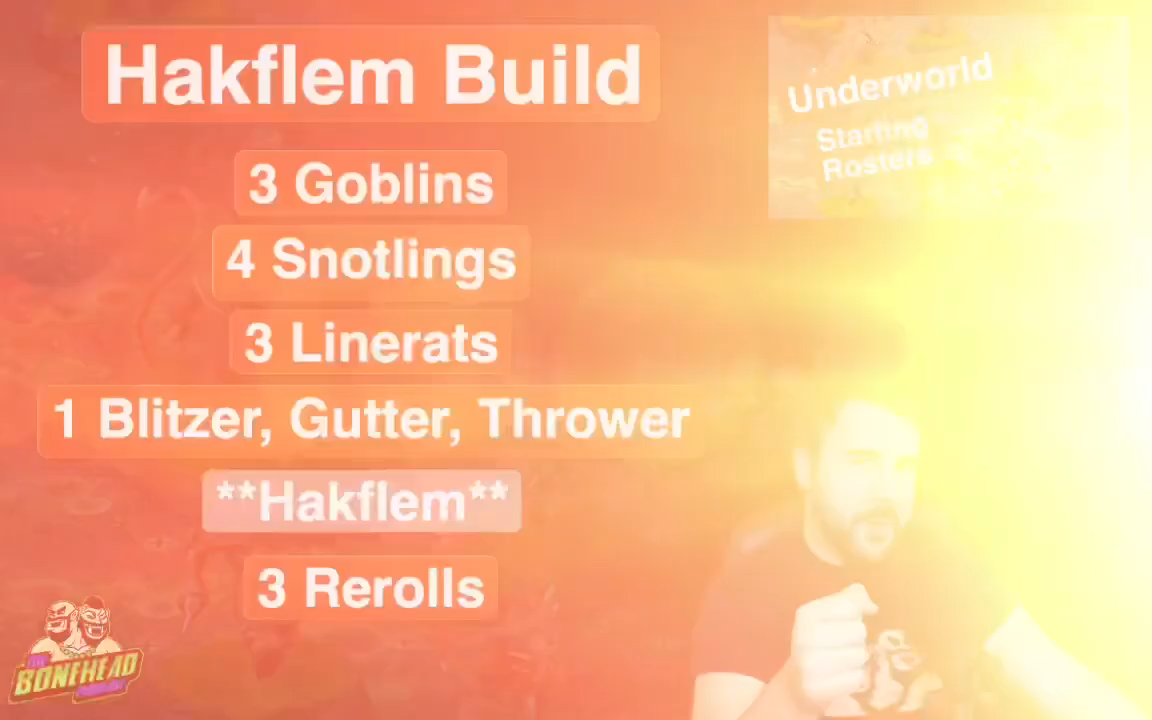 Hakflem Build
3 Goblins
4 Snotlings
3 Linerats
1 Blitzer, Gutter, Thrower
**Hakflem**
3 Rerolls
Underworld
Starting
Rosters
THE
BONEHEAD